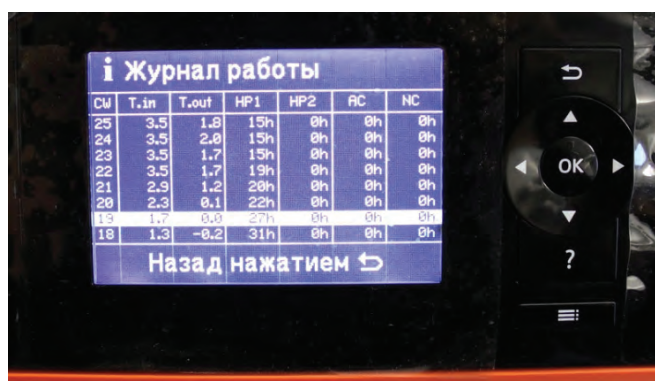 i Журнал работы
CW T.in T.out HP1 HP2 AC NC
25 3.5 1.8 15h 0h 0h 0h
24 3.5 2.0 15h 0h 0h 0h
23 3.5 1.7 15h 0h 0h 0h
22 3.5 1.7 19h 0h 0h 0h
21 2.9 1.2 20h 0h 0h 0h
20 2.3 0.1 22h 0h 0h 0h
19 1.7 0.0 27h 0h 0h 0h
18 1.3 -0.2 31h 0h 0h 0h
Назад нажатием
OK
?